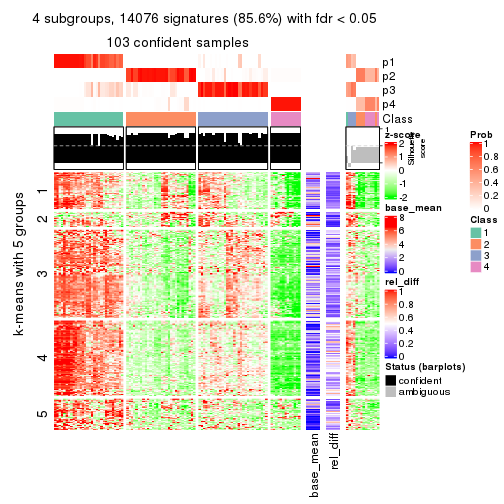 4 subgroups, 14076 signatures (85.6%) with fdr < 0.05
103 confident samples
p1
p2
p3
p4
Class
1
Silhouette
score
k-means with 5 groups
1
2
3
4
5
base_mean
rel_diff
z-score
2
1
0
-1
-2
base_mean
8
6
4
2
0
rel_diff
1
0.8
0.6
0.4
0.2
0
Status (barplots)
confident
ambiguous
Prob
1
0.8
0.6
0.4
0.2
0
Class
1
2
3
4